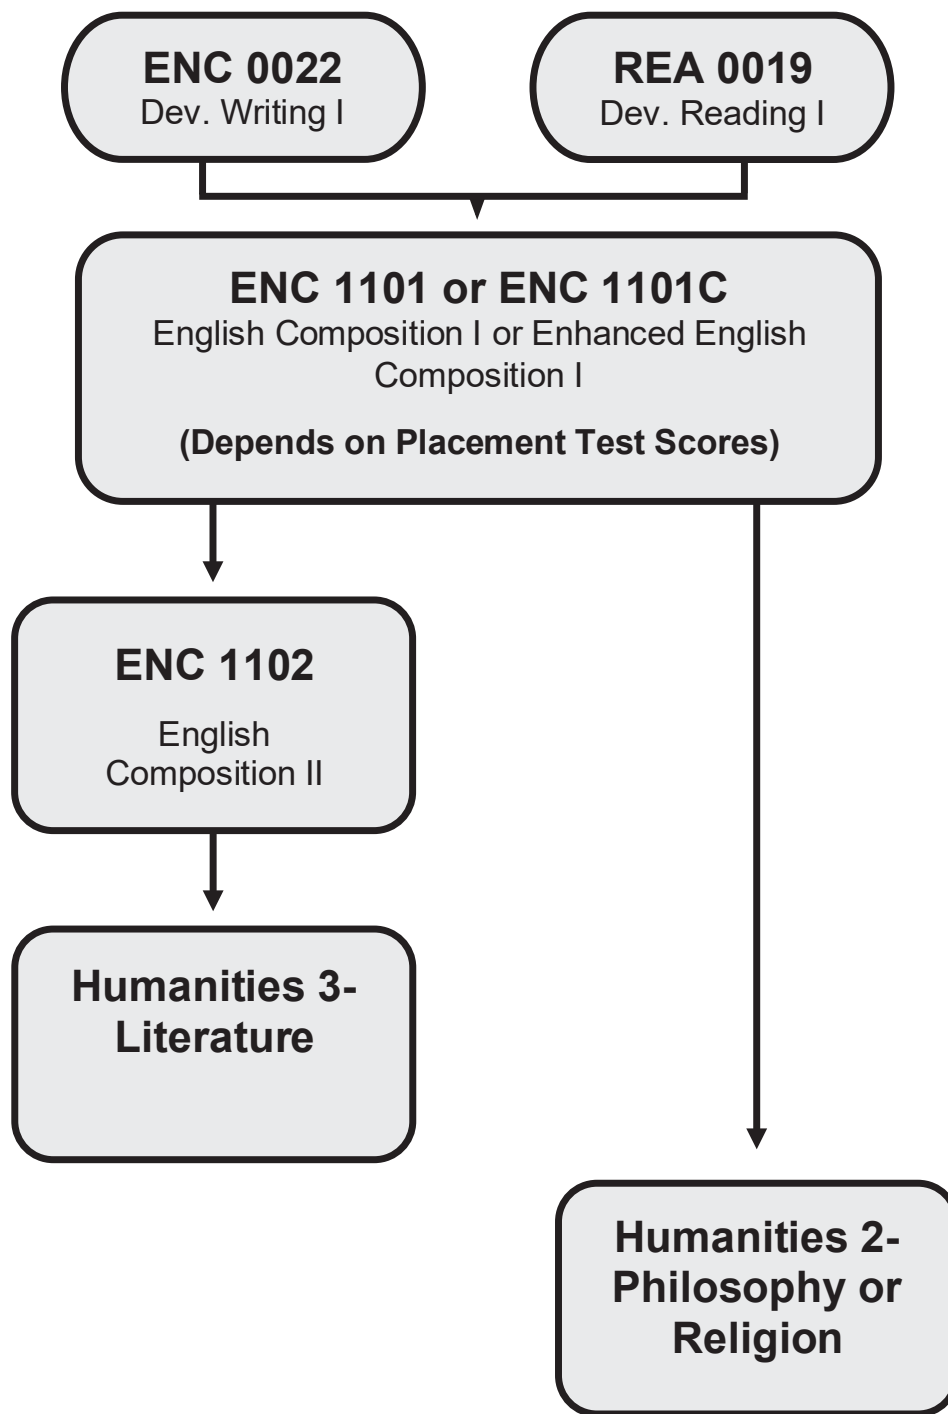 ENC 0022
Dev. Writing I
REA 0019
Dev. Reading I
ENC 1101 or ENC 1101C
English Composition I or Enhanced English
Composition I
(Depends on Placement Test Scores)
ENC 1102
English
Composition II
Humanities 3-
Literature
Humanities 2-
Philosophy or
Religion